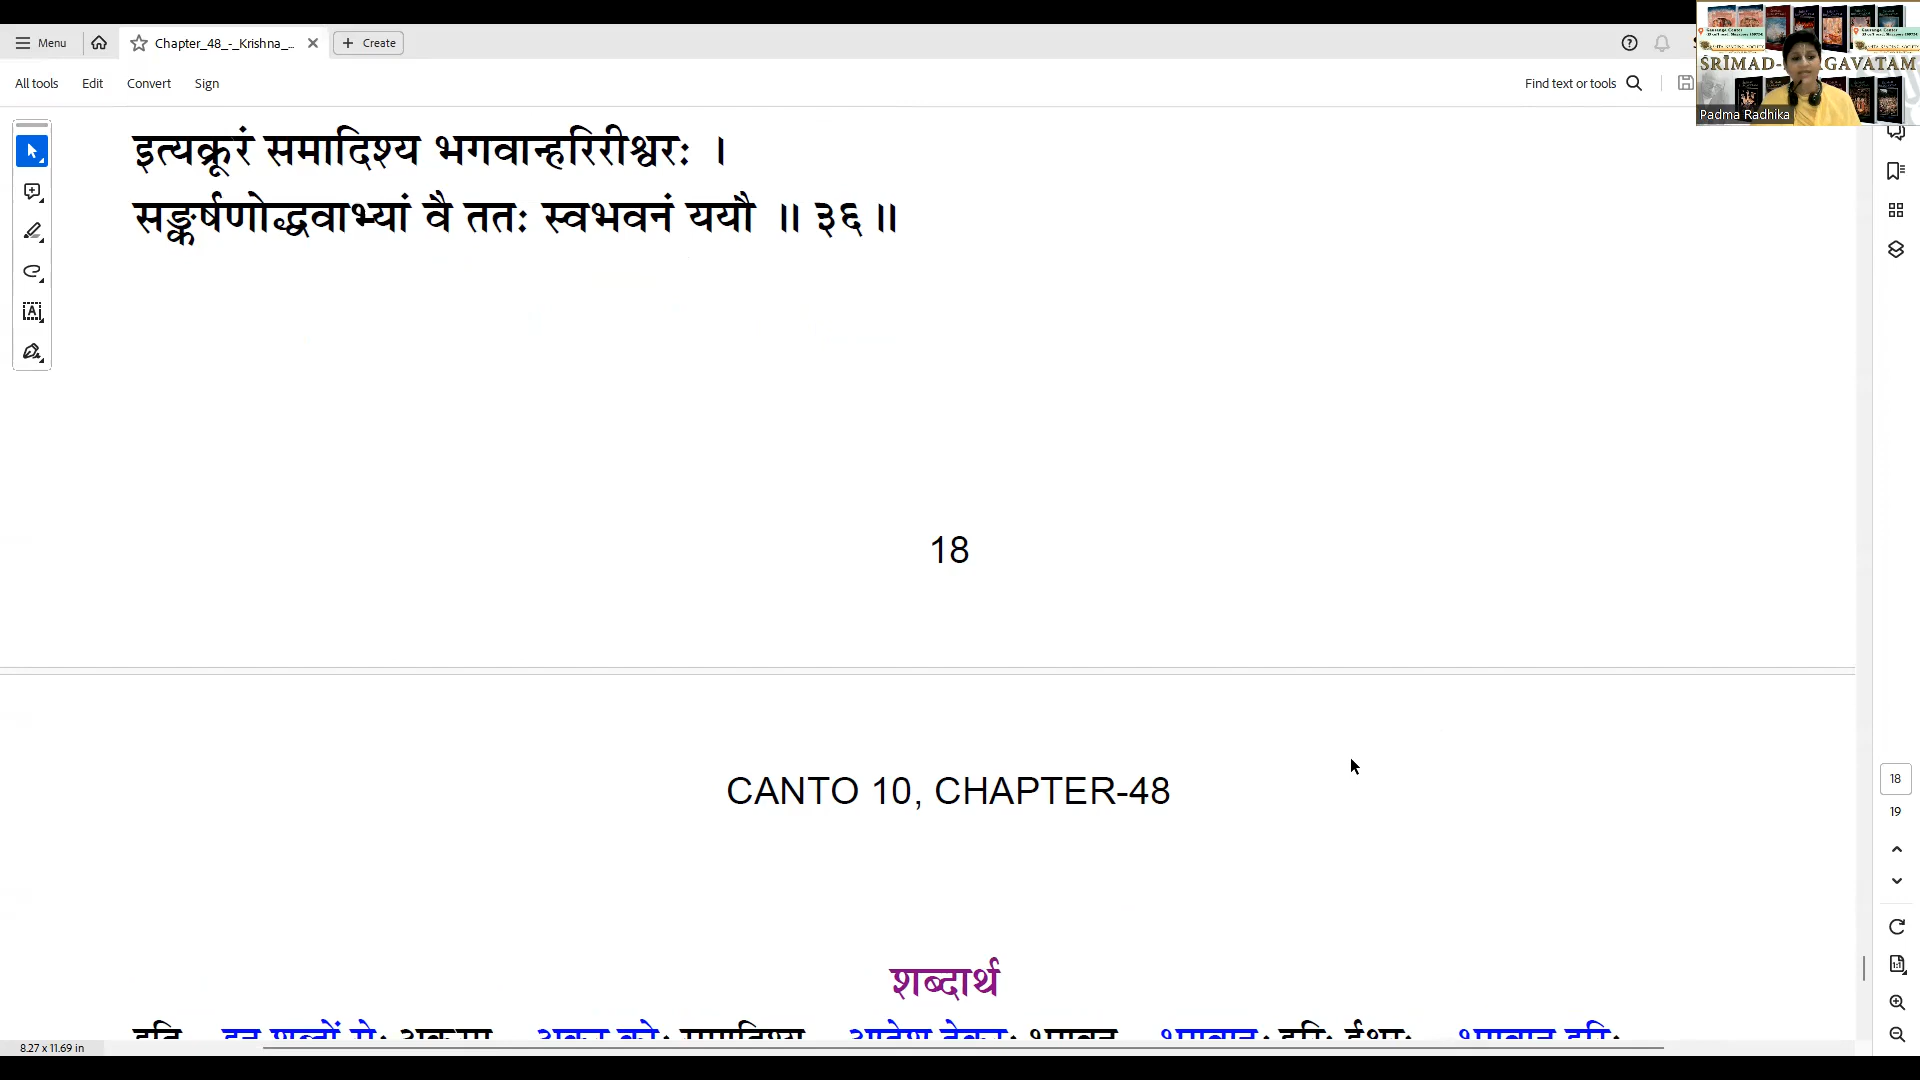 Menu
Chapter_48_-_Krishna_...
Create
All tools
Edit
Convert
Sign
Find text or tools
Padma Radhika
इत्यक्रूरं समादिश्य भगवान्हरिरीश्वरः ।
सङ्कर्षणोद्धवाभ्यां वै ततः स्वभवनं ययौ ॥ ३६॥
18
CANTO 10, CHAPTER-48
शब्दार्थ
18
19
8.27 x 11.69 in